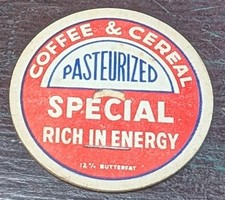 COFFEE & CEREAL
PASTEURIZED
SPECIAL
RICH IN ENERGY
12% BUTTERFAT